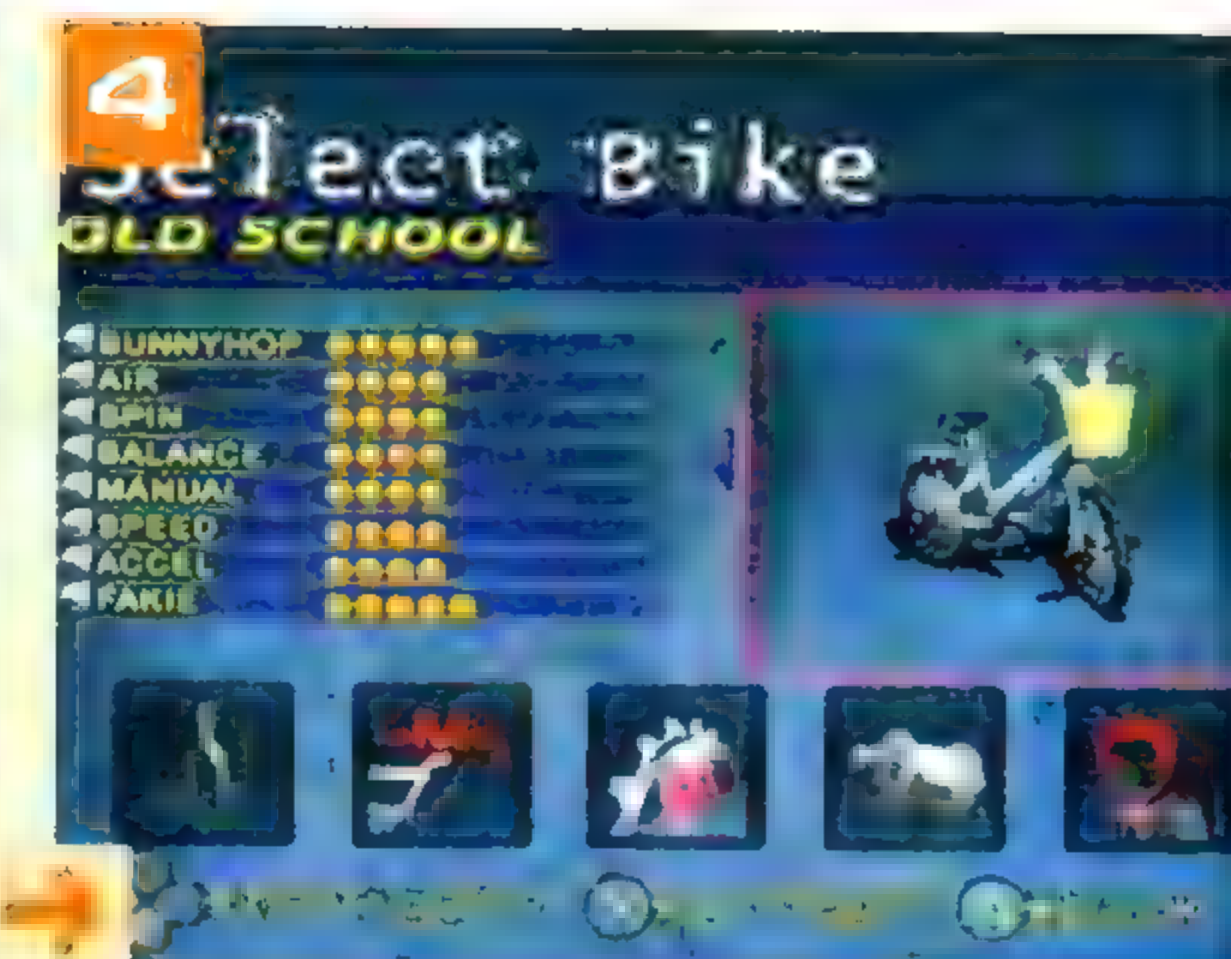 4
Select Bike
OLD SCHOOL
BUNNYHOP
AIR
SPIN
BALANCE
MANUAL
SPEED
ACCEL
FAKIE